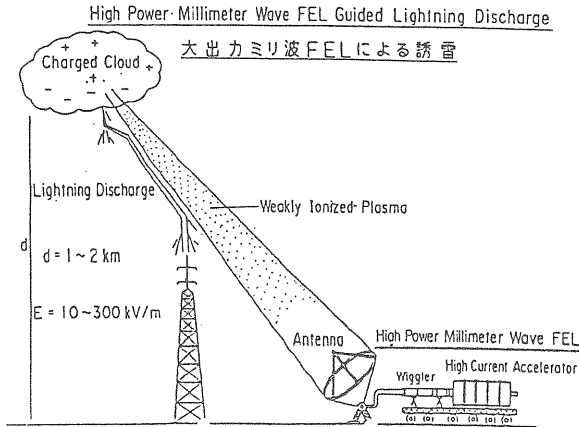 High Power Millimeter Wave FEL Guided Lightning Discharge
大出力ミリ波FELによる誘雷
Charged Cloud
Lightning Discharge
Weakly Ionized-Plasma
d
d = 1~2 km
E = 10~300 kV/m
Antenna
High Power Millimeter Wave FEL
High Current Accelerator
Wiggler